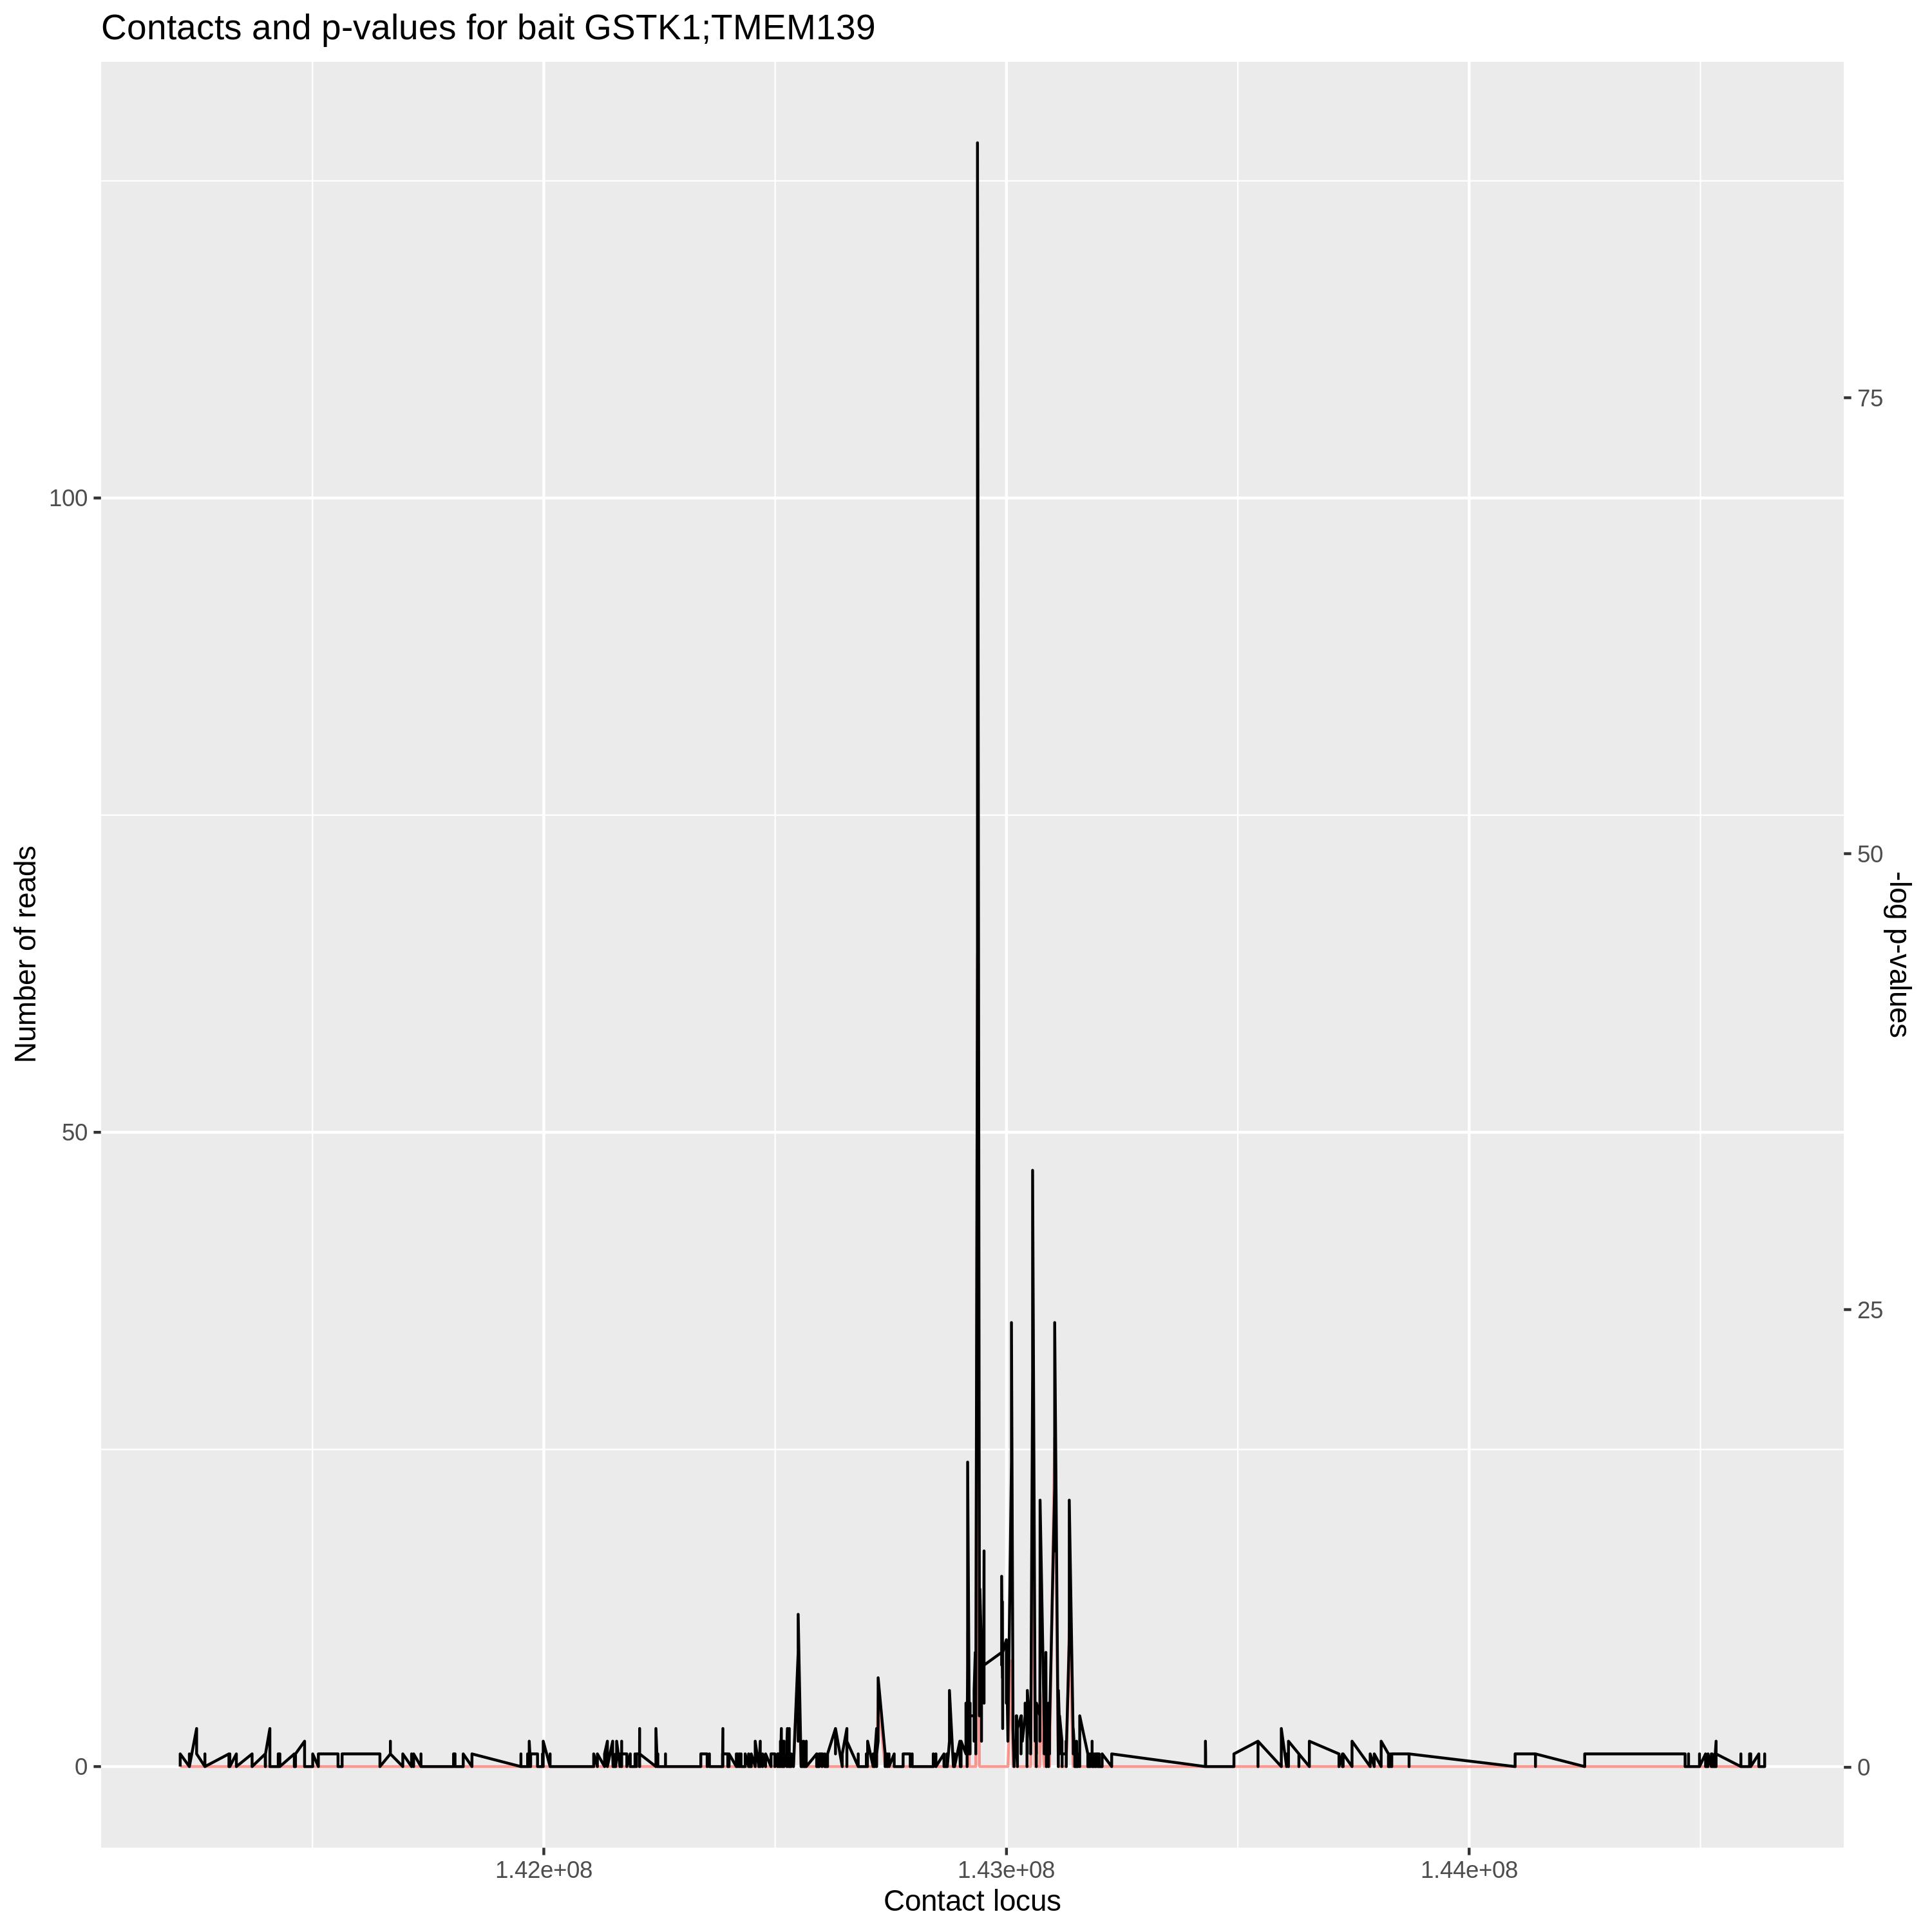 Contacts and p-values for bait GSTK1;TMEM139
Number of reads
100
50
0
75
50
25
0
-log p-values
1.42e+08
1.43e+08
1.44e+08
Contact locus